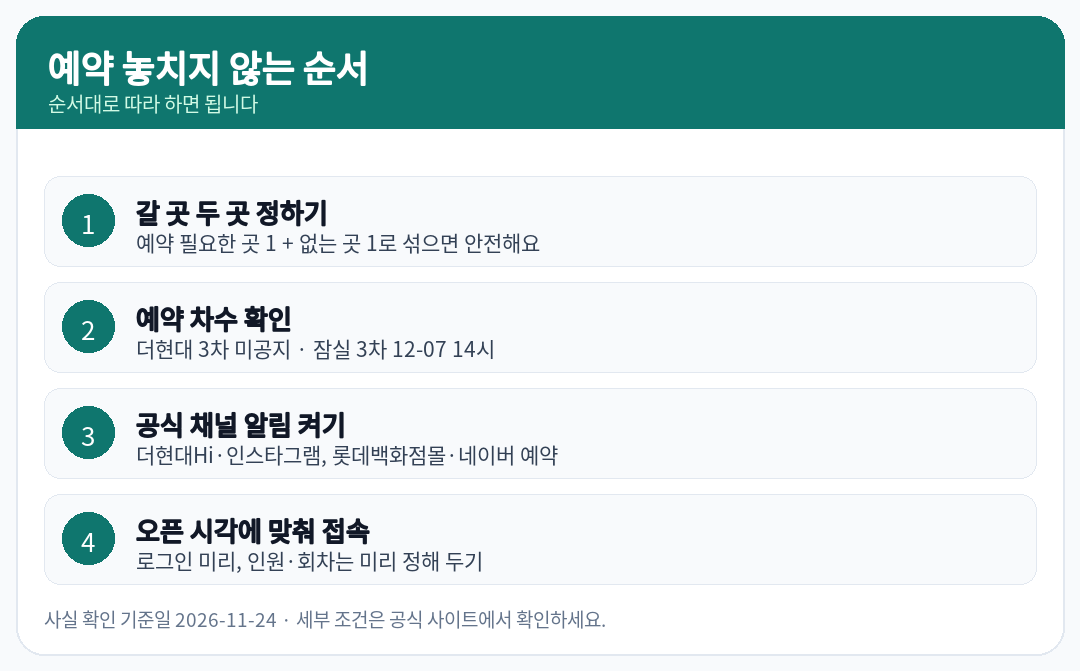 예약 놓치지 않는 순서
순서대로 따라 하면 됩니다
1
갈 곳 두 곳 정하기
예약 필요한 곳 1 + 없는 곳 1로 섞으면 안전해요
2
예약 차수 확인
더현대 3차 미공지 · 잠실 3차 12-07 14시
3
공식 채널 알림 켜기
더현대Hi·인스타그램, 롯데백화점몰·네이버 예약
4
오픈 시각에 맞춰 접속
로그인 미리, 인원·회차는 미리 정해 두기
사실 확인 기준일 2026-11-24 · 세부 조건은 공식 사이트에서 확인하세요.